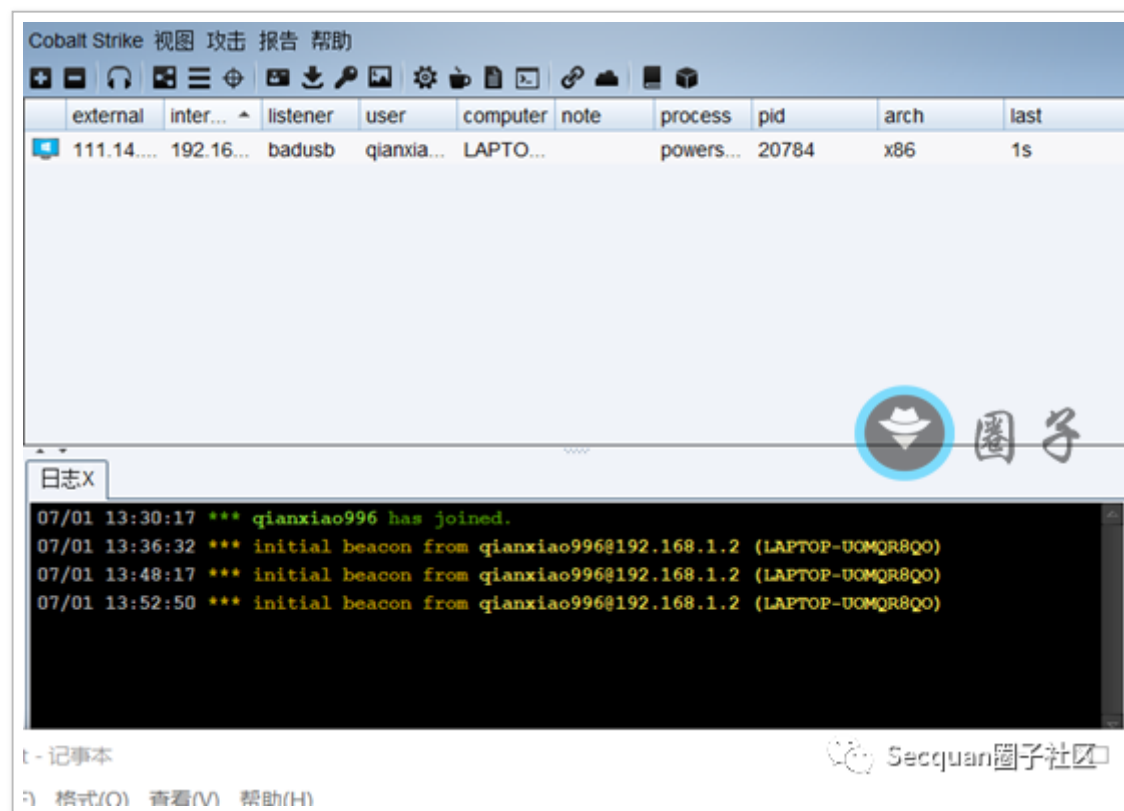 Cobalt Strike 视图 攻击 报告 帮助
external inter... listener user computer note process pid arch last
111.14.... 192.16... badusb qianxia... LAPTO... powers... 20784 x86 1s
圈子
日志X
07/01 13:30:17 *** qianxiao996 has joined.
07/01 13:36:32 *** initial beacon from qianxiao996@192.168.1.2 (LAPTOP-UOMQR8QO)
07/01 13:48:17 *** initial beacon from qianxiao996@192.168.1.2 (LAPTOP-UOMQR8QO)
07/01 13:52:50 *** initial beacon from qianxiao996@192.168.1.2 (LAPTOP-UOMQR8QO)
t - 记事本
Secquan圈子社区
F) 格式(O) 查看(V) 帮助(H)